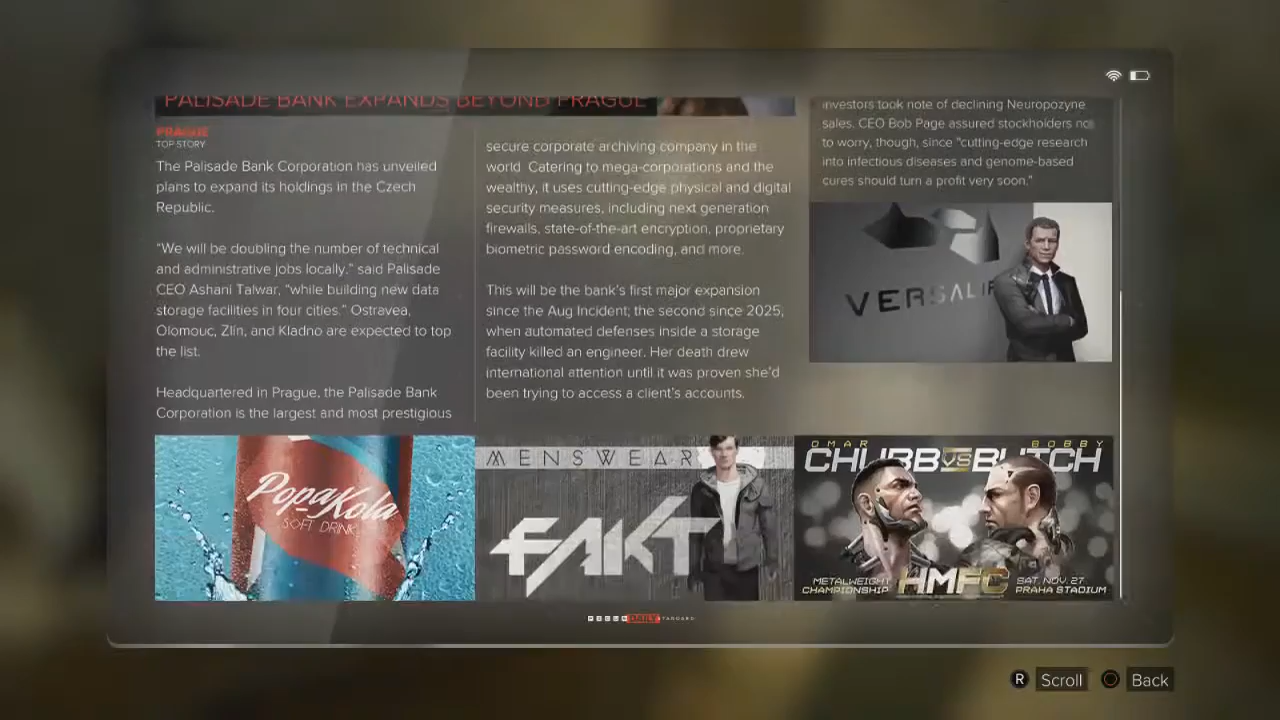 PALISADE BANK EXPANDS BEYOND PRAGUE
PRAGUE
TOP STORY
The Palisade Bank Corporation has unveiled
plans to expand its holdings in the Czech
Republic.
“We will be doubling the number of technical
and administrative jobs locally,” said Palisade
CEO Ashani Talwar, “while building new data
storage facilities in four cities.” Ostrava,
Olomouc, Zlín, and Kladno are expected to top
the list.
Headquartered in Prague, the Palisade Bank
Corporation is the largest and most prestigious
secure corporate archiving company in the
world. Catering to mega-corporations and the
wealthy, it uses cutting-edge physical and digital
security measures, including next generation
firewalls, state-of-the-art encryption, proprietary
biometric password encoding, and more.
This will be the bank’s first major expansion
since the Aug Incident; the second since 2025,
when automated defenses inside a storage
facility killed an engineer. Her death drew
international attention until it was proven she’d
been trying to access a client’s accounts.
investors took note of declining Neuropozyne
sales. CEO Bob Page assured stockholders not
to worry, though, since “cutting-edge research
into infectious diseases and genome-based
cures should turn a profit very soon.”
VERSALIF
Popa Kola
SOFT DRINK
MENSWEAR
FAKT
OMAR BOBBY
CHUBB VS BUTCH
METALWEIGHT
CHAMPIONSHIP
HMFC
SAT. NOV. 27
PRAHA STADIUM
DAILY STANDARD
R Scroll Back